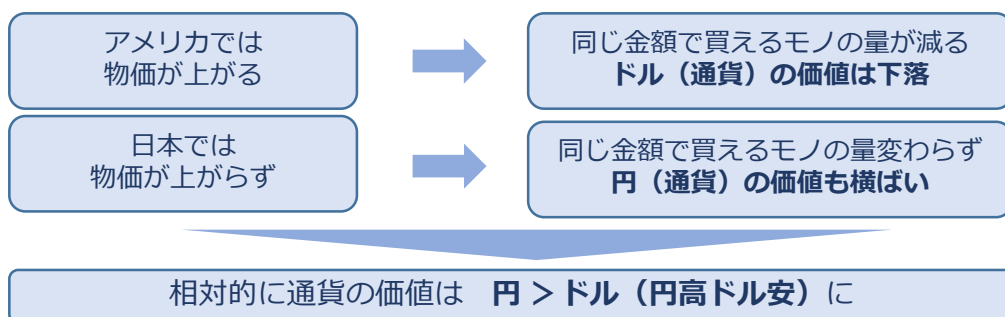 アメリカでは
物価が上がる
同じ金額で買えるモノの量が減る
ドル（通貨）の価値は下落
日本では
物価が上がらず
同じ金額で買えるモノの量変わらず
円（通貨）の価値も横ばい
相対的に通貨の価値は　円 > ドル（円高ドル安）に